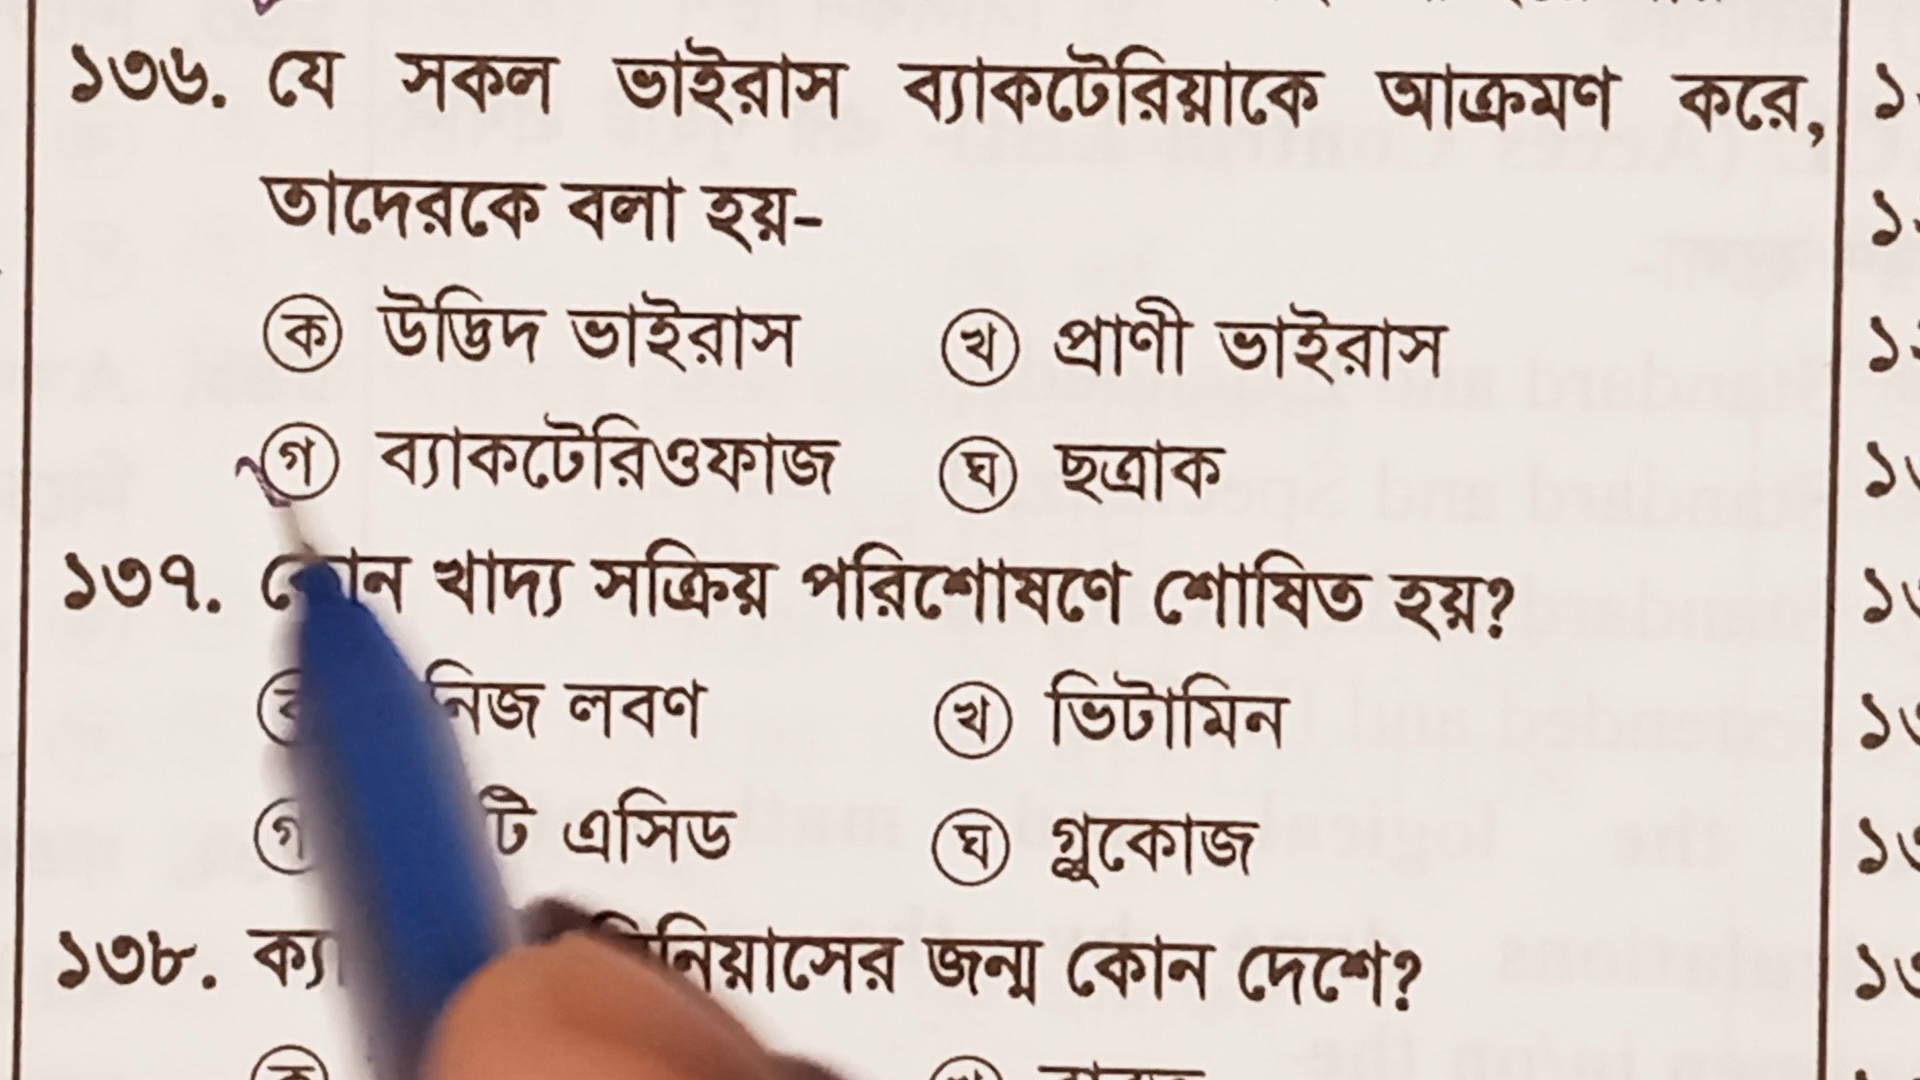 ১৩৬. যে সকল ভাইরাস ব্যাকটেরিয়াকে আক্রমণ করে,
তাদেরকে বলা হয়-
ক উদ্ভিদ ভাইরাস খ প্রাণী ভাইরাস
গ ব্যাকটেরিওফাজ ঘ ছত্রাক
১৩৭. কোন খাদ্য সক্রিয় পরিশোষণে শোষিত হয়?
ক লবণ খ ভিটামিন
গ এসিড ঘ গ্লুকোজ
১৩৮. জন্ম কোন দেশে?
ক